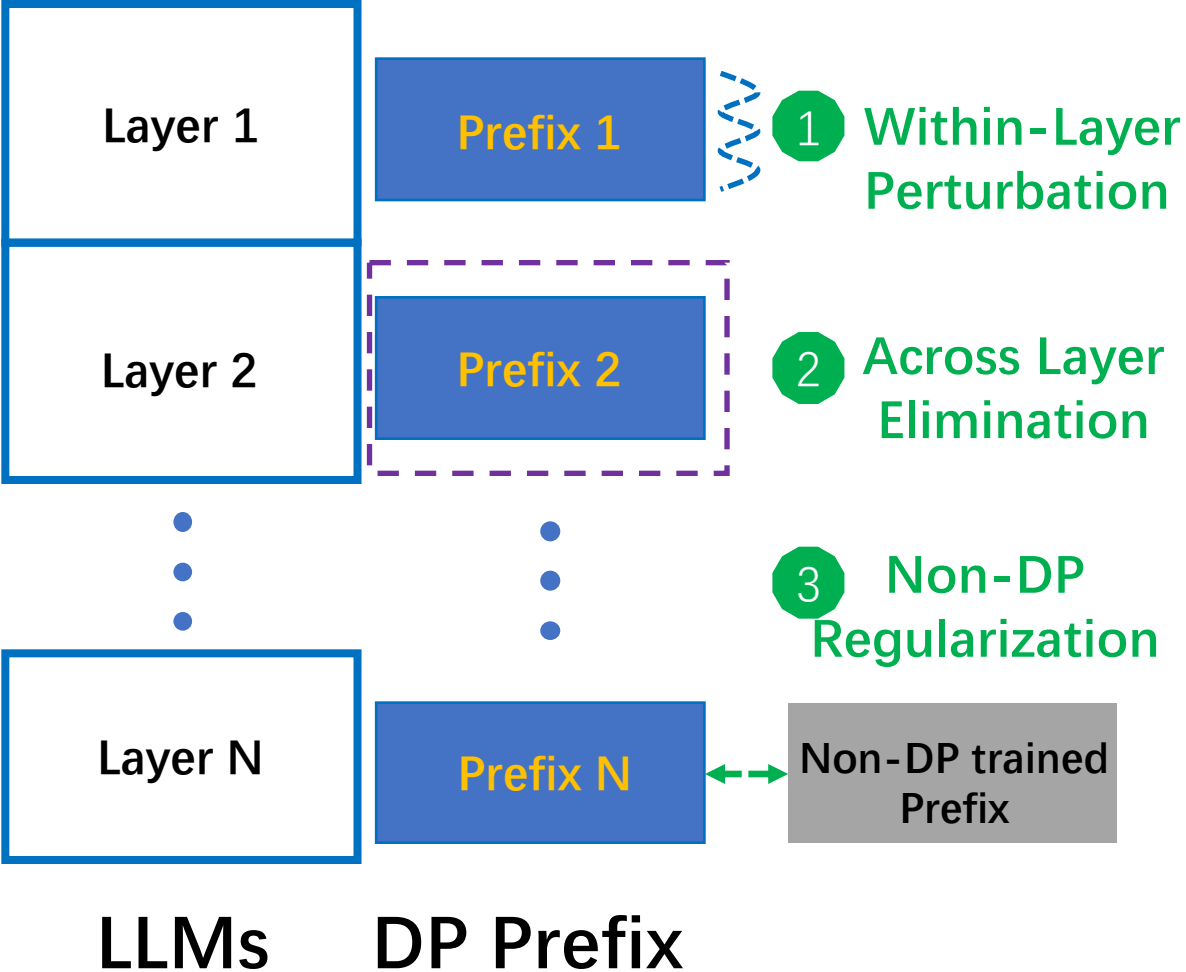 Layer 1
Prefix 1
1
Within-Layer
Perturbation
Layer 2
Prefix 2
2
Across Layer
Elimination
3
Non-DP
Regularization
Layer N
Prefix N
Non-DP trained
Prefix
LLMs
DP Prefix